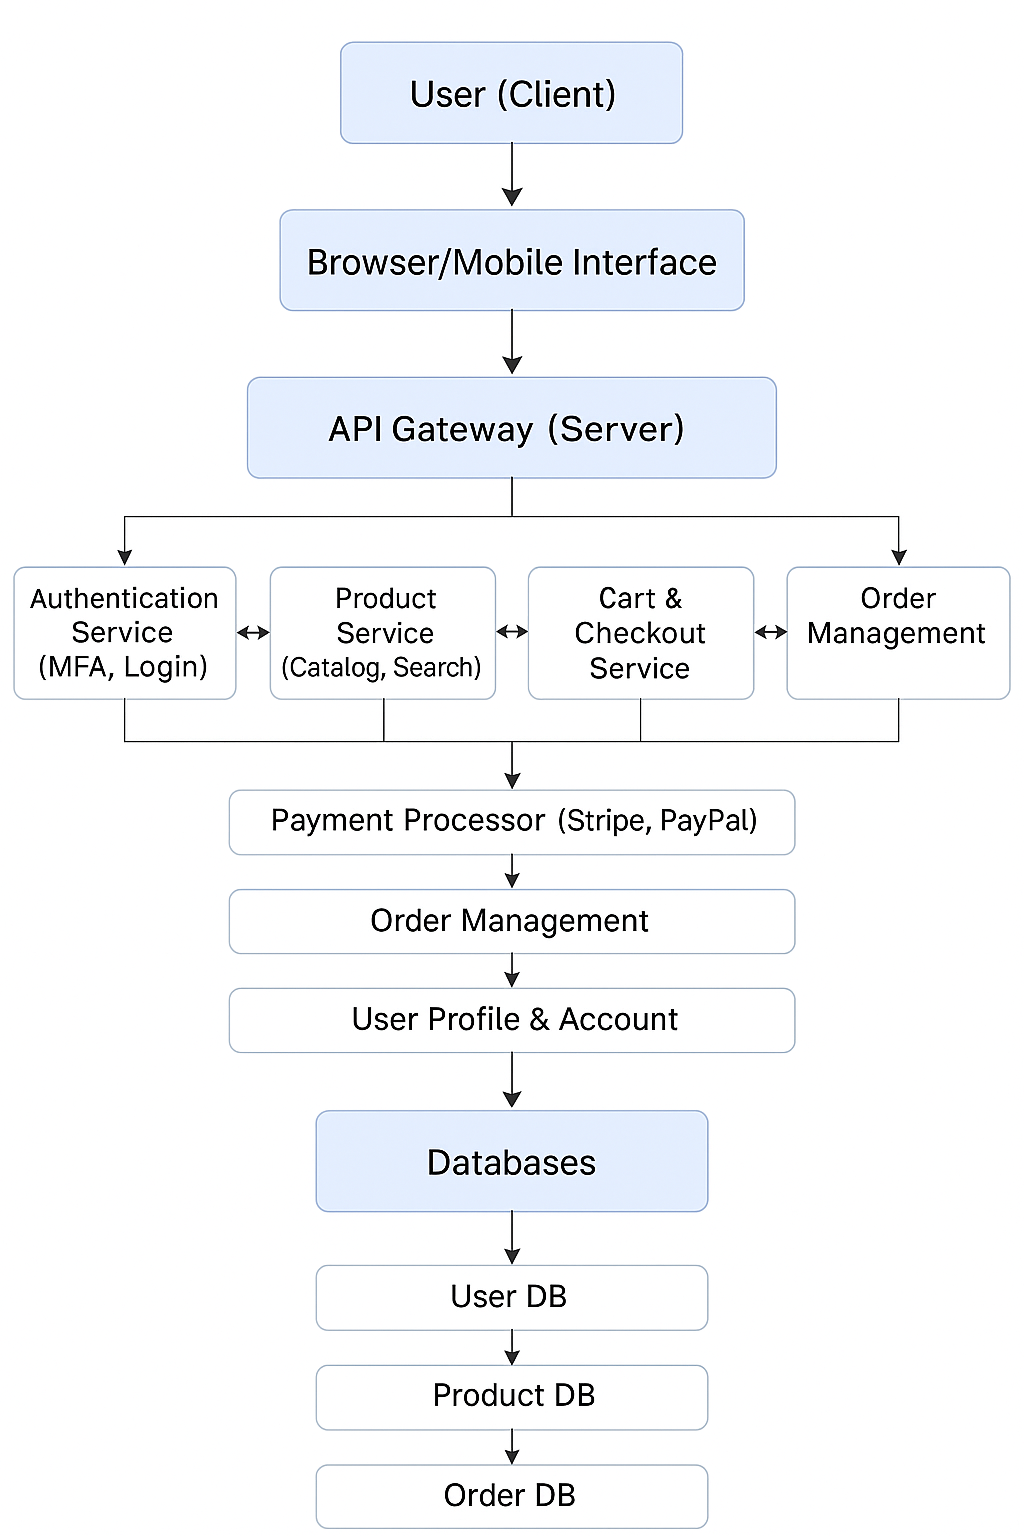 User (Client)
Browser/Mobile Interface
API Gateway (Server)
Authentication
Service
(MFA, Login)
Product
Service
(Catalog, Search)
Cart &
Checkout
Service
Order
Management
Payment Processor (Stripe, PayPal)
Order Management
User Profile & Account
Databases
User DB
Product DB
Order DB